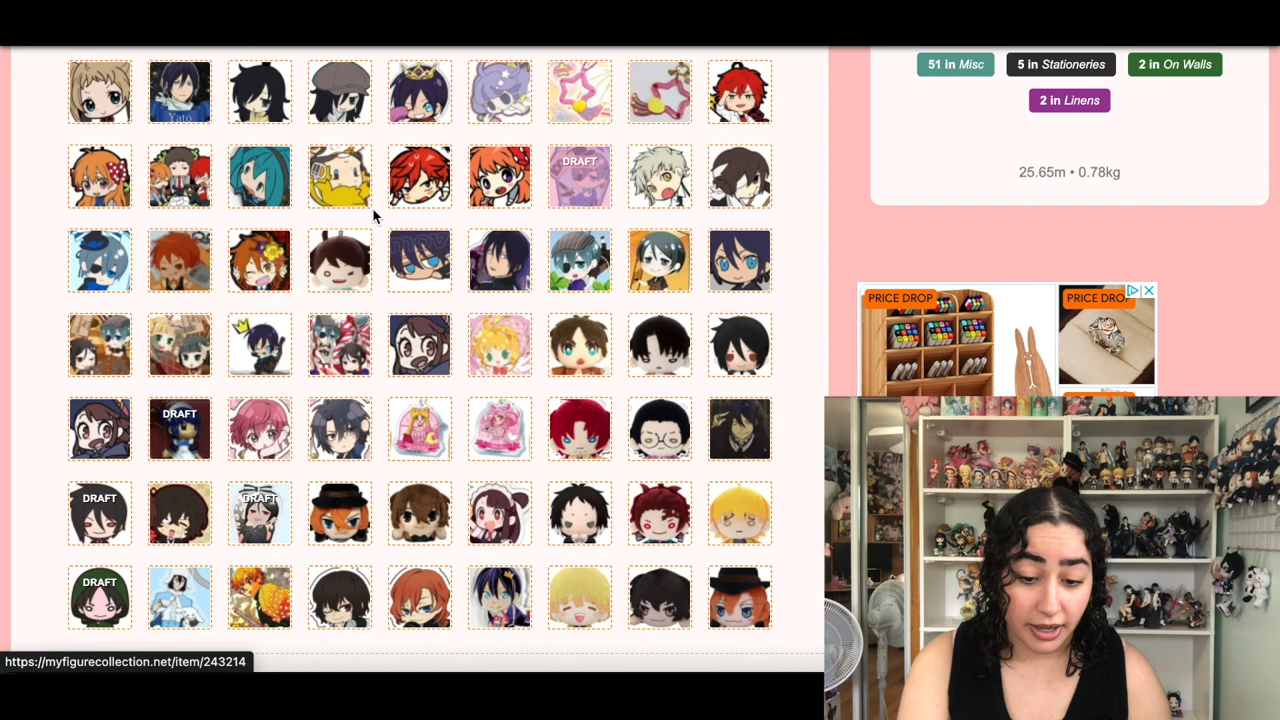 51 in Misc
5 in Stationeries
2 in On Walls
2 in Linens
Yato
DRAFT
25.65m • 0.78kg
PRICE DROP
PRICE DROP
DRAFT
DRAFT
DRAFT
DRAFT
https://myfigurecollection.net/item/243214